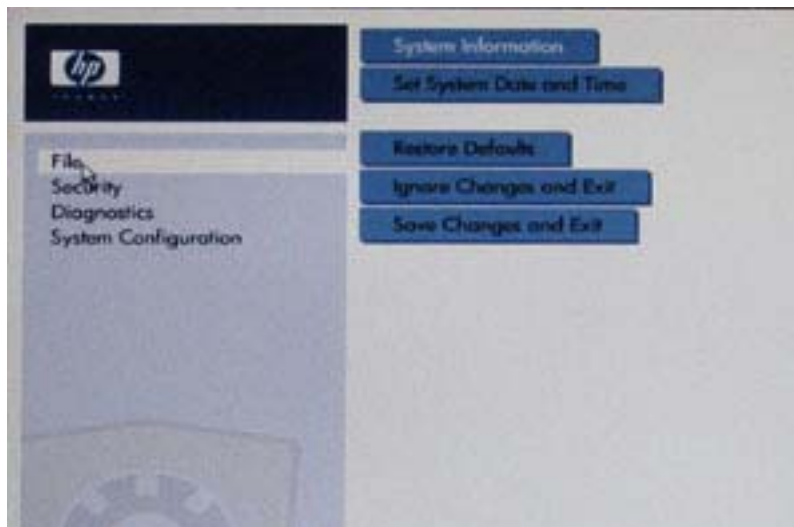 hp
File
Security
Diagnostics
System Configuration
System Information
Set System Date and Time
Restore Defaults
Ignore Changes and Exit
Save Changes and Exit